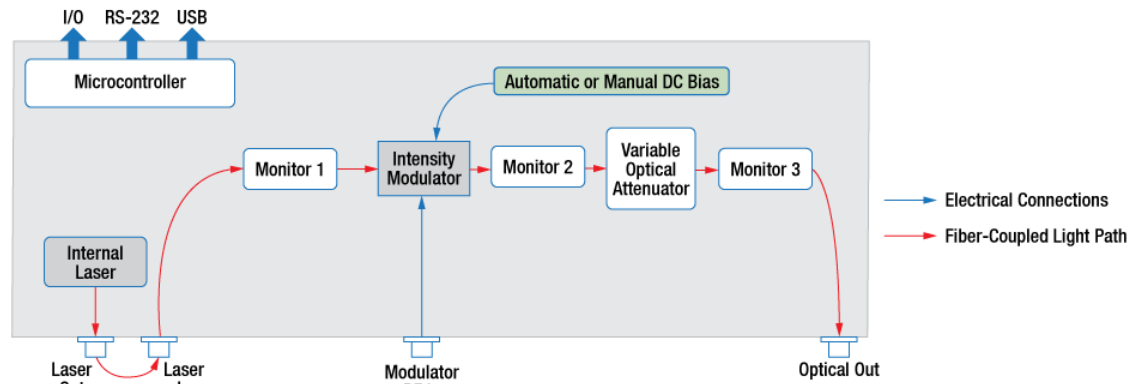 I/O RS-232 USB
Microcontroller
Automatic or Manual DC Bias
Monitor 1
Intensity
Modulator
Monitor 2
Variable
Optical
Attenuator
Monitor 3
Electrical Connections
Fiber-Coupled Light Path
Internal
Laser
Laser
Laser
Modulator
Optical Out